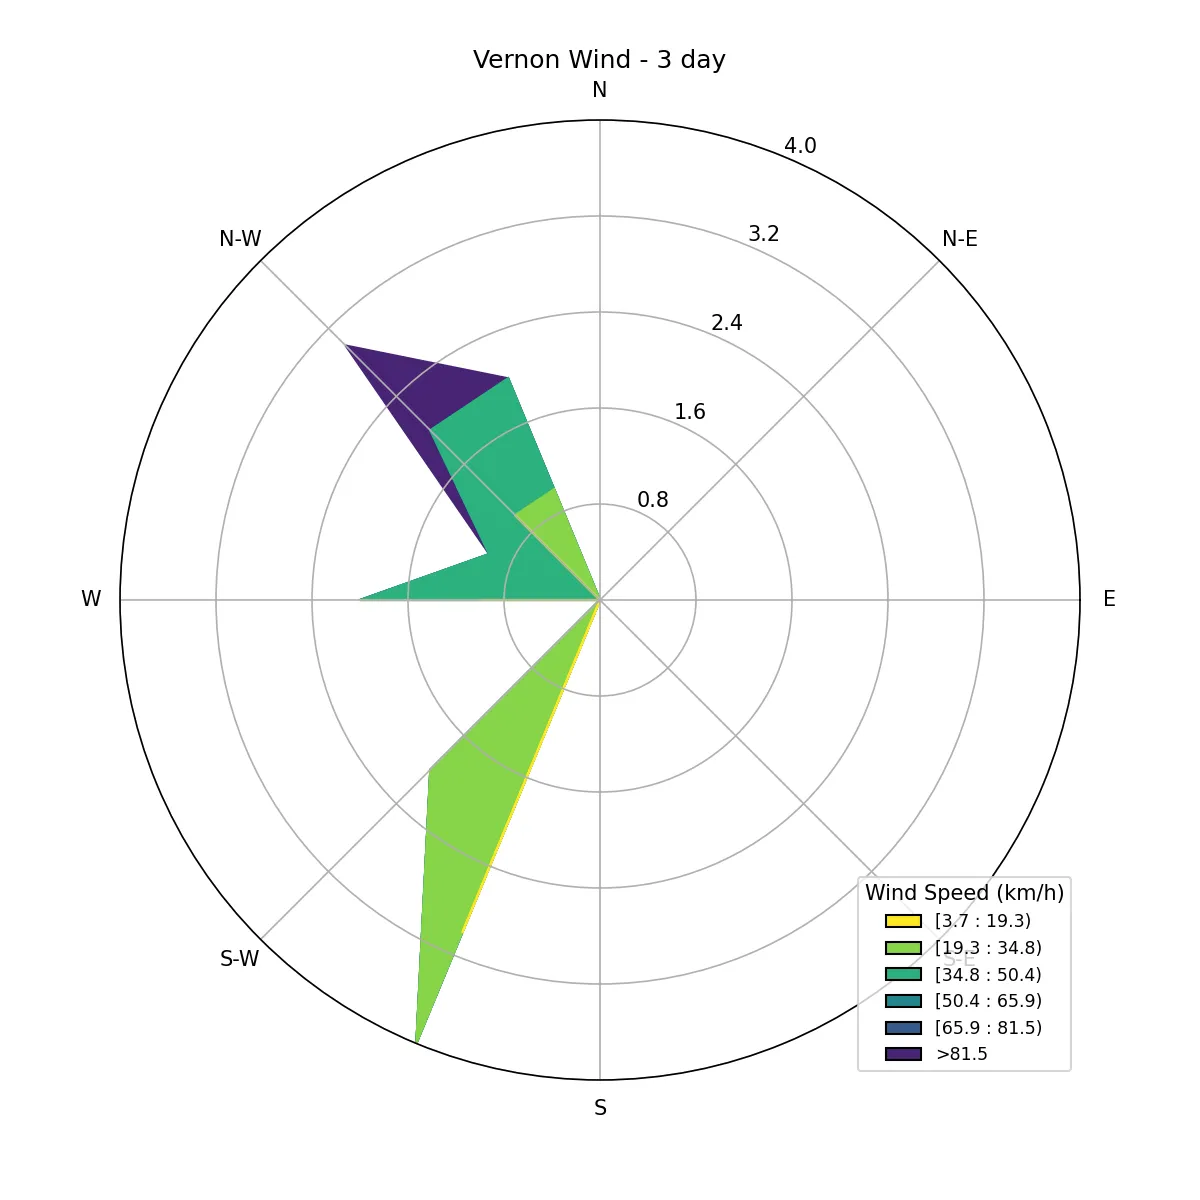 Vernon Wind - 3 day
N
4.0
N-W
3.2
N-E
2.4
1.6
0.8
W
E
S-W
S-E
S
Wind Speed (km/h)
[3.7 : 19.3)
[19.3 : 34.8)
[34.8 : 50.4)
[50.4 : 65.9)
[65.9 : 81.5)
>81.5